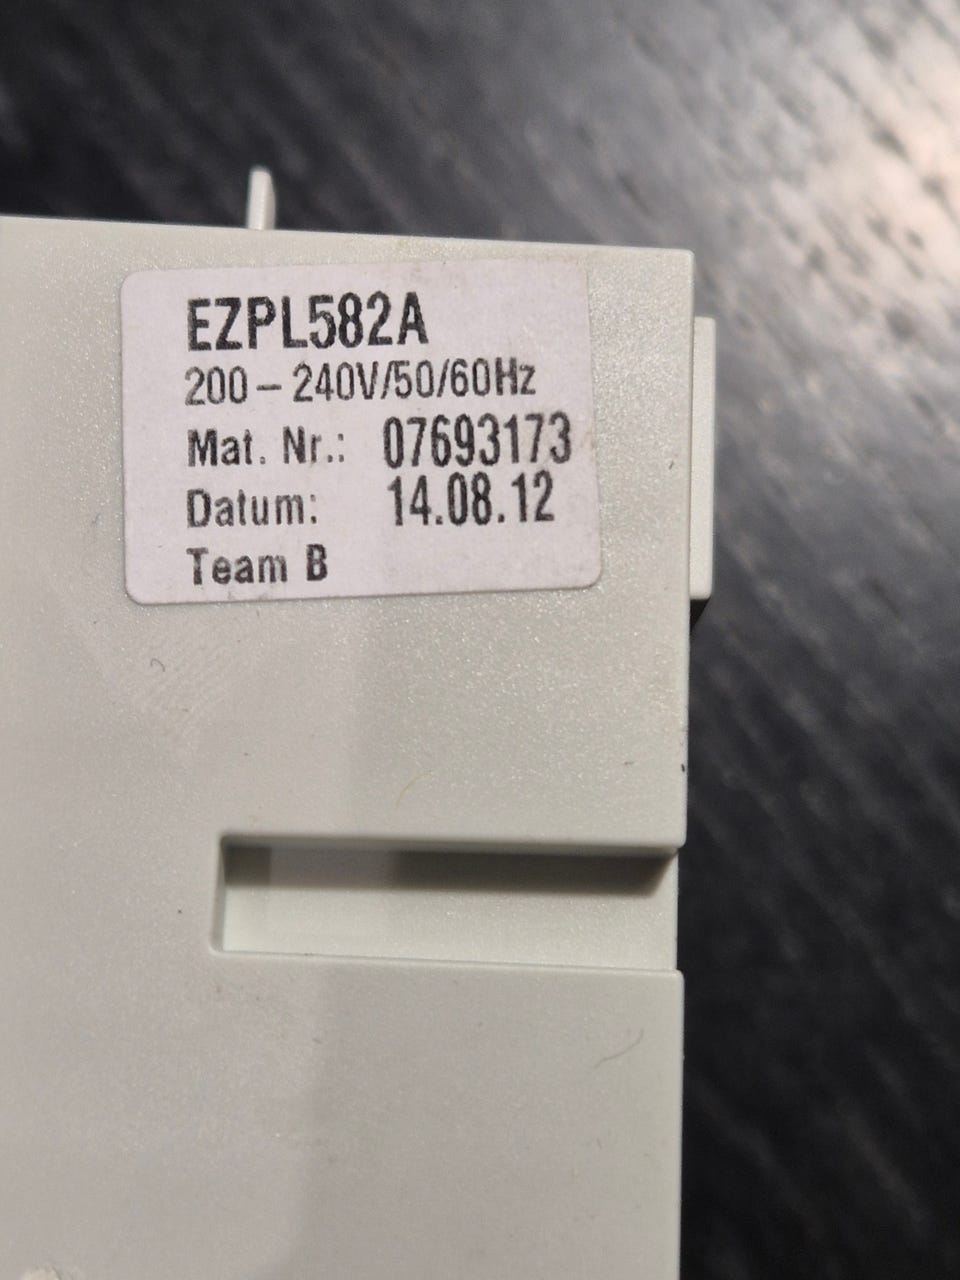 EZPL582A
200 – 240V/50/60Hz
Mat. Nr.: 07693173
Datum: 14.08.12
Team B